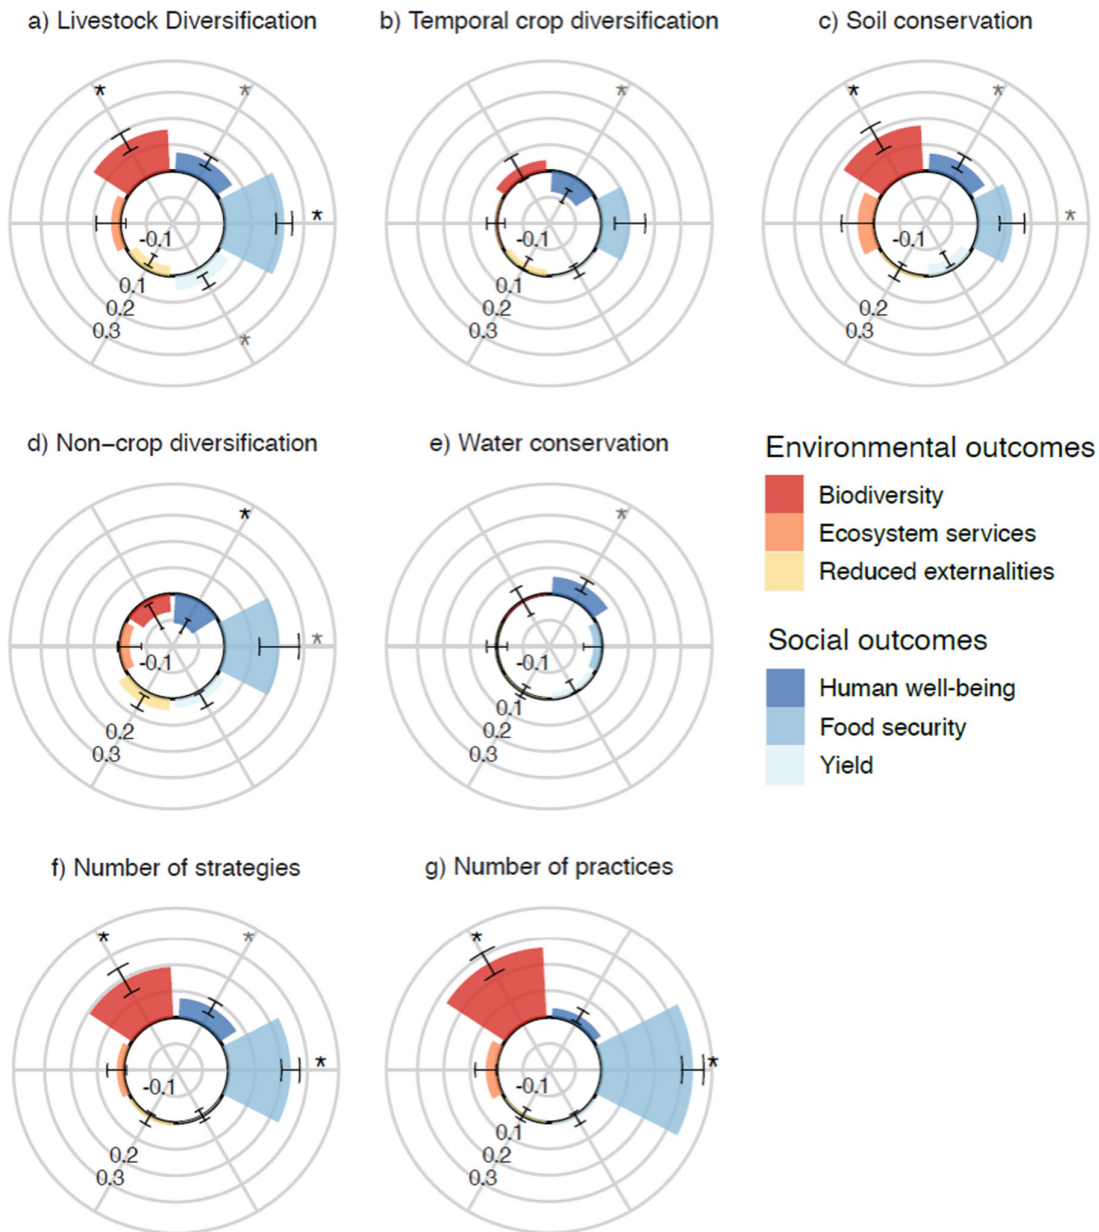 a) Livestock Diversification
b) Temporal crop diversification
c) Soil conservation
* *
*
*
-0.1
0.1
0.2
0.3
*
-0.1
0.1
0.2
0.3
* *
*
-0.1
0.2
0.3
d) Non-crop diversification
e) Water conservation
*
*
-0.1
0.2
0.3
*
-0.1
0.1
0.2
0.3
Environmental outcomes
Biodiversity
Ecosystem services
Reduced externalities
Social outcomes
Human well-being
Food security
Yield
f) Number of strategies
g) Number of practices
* *
*
-0.1
0.2
0.3
*
*
-0.1
0.1
0.2
0.3